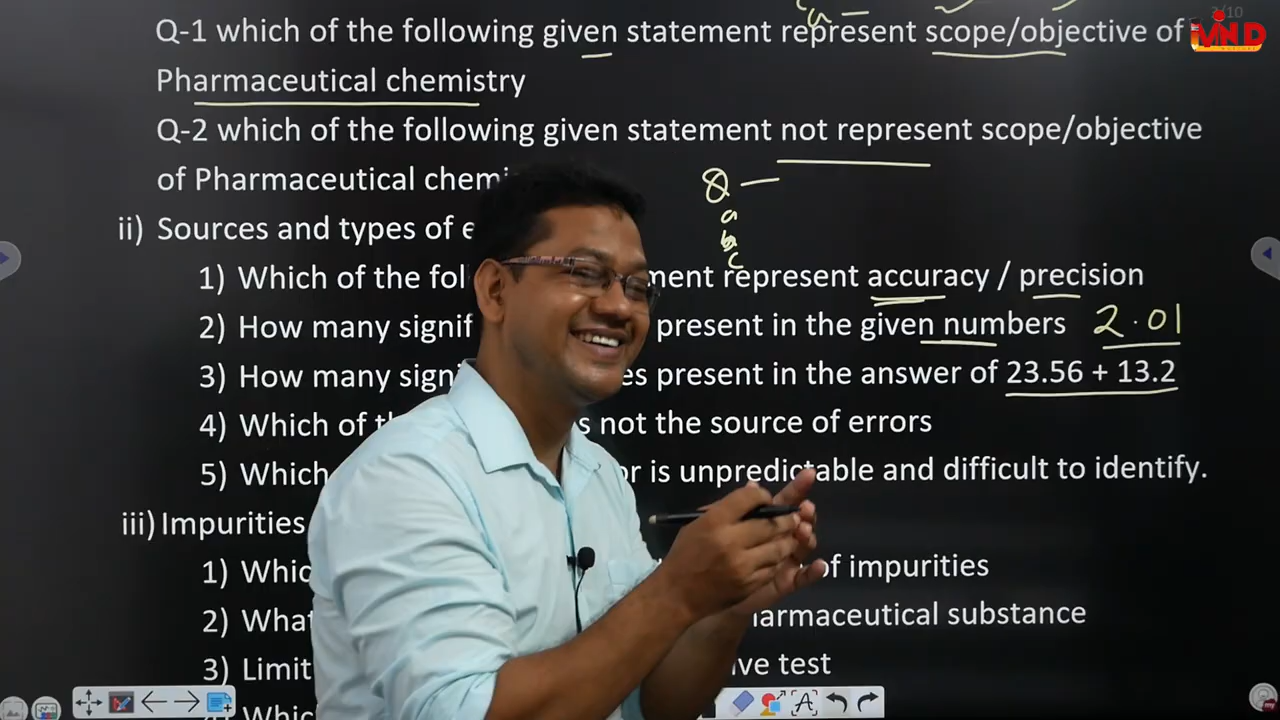 3/10
Q-1 which of the following given statement represent scope/objective of
Pharmaceutical chemistry
Q-2 which of the following given statement not represent scope/objective
of Pharmaceutical chemi
Q
a
b
c
ii) Sources and types of e
1) Which of the fol ment represent accuracy / precision
2) How many signif present in the given numbers 2.01
3) How many sign es present in the answer of 23.56 + 13.2
4) Which of t s not the source of errors
5) Which or is unpredictable and difficult to identify.
iii) Impurities
1) Whic of impurities
2) What armaceutical substance
3) Limit ve test
Whic